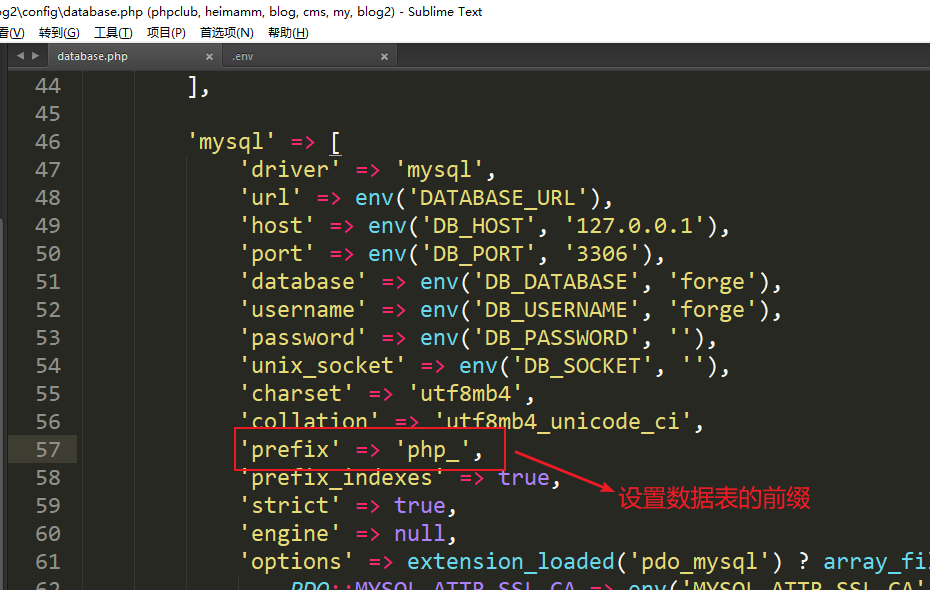 og2\config\database.php (phpclub, heimamm, blog, cms, my, blog2) - Sublime Text
看(V) 转到(G) 工具(T) 项目(P) 首选项(N) 帮助(H)
database.php × .env ×
44 ],
45
46 'mysql' => [
47 'driver' => 'mysql',
48 'url' => env('DATABASE_URL'),
49 'host' => env('DB_HOST', '127.0.0.1'),
50 'port' => env('DB_PORT', '3306'),
51 'database' => env('DB_DATABASE', 'forge'),
52 'username' => env('DB_USERNAME', 'forge'),
53 'password' => env('DB_PASSWORD', ''),
54 'unix_socket' => env('DB_SOCKET', ''),
55 'charset' => 'utf8mb4',
56 'collation' => 'utf8mb4_unicode_ci',
57 'prefix' => 'php_',
58 'prefix_indexes' => true,
设置数据表的前缀
59 'strict' => true,
60 'engine' => null,
61 'options' => extension_loaded('pdo_mysql') ? array_fi
62 PDO::MYSQL_ATTR_SSL_CA => env('MYSQL_ATTR_SSL_CA'